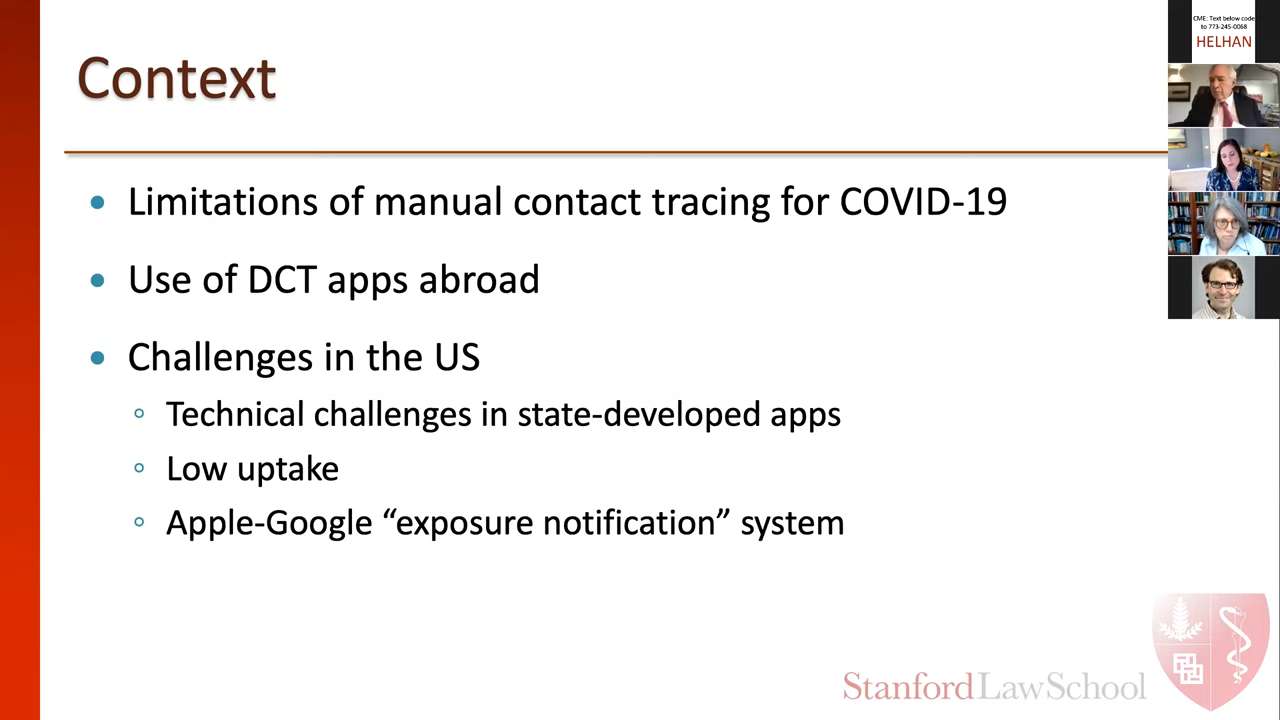 Context
Limitations of manual contact tracing for COVID-19
Use of DCT apps abroad
Challenges in the US
Technical challenges in state-developed apps
Low uptake
Apple-Google “exposure notification” system
Stanford Law School
CME: Text below code
to 773-245-0068
HELHAN